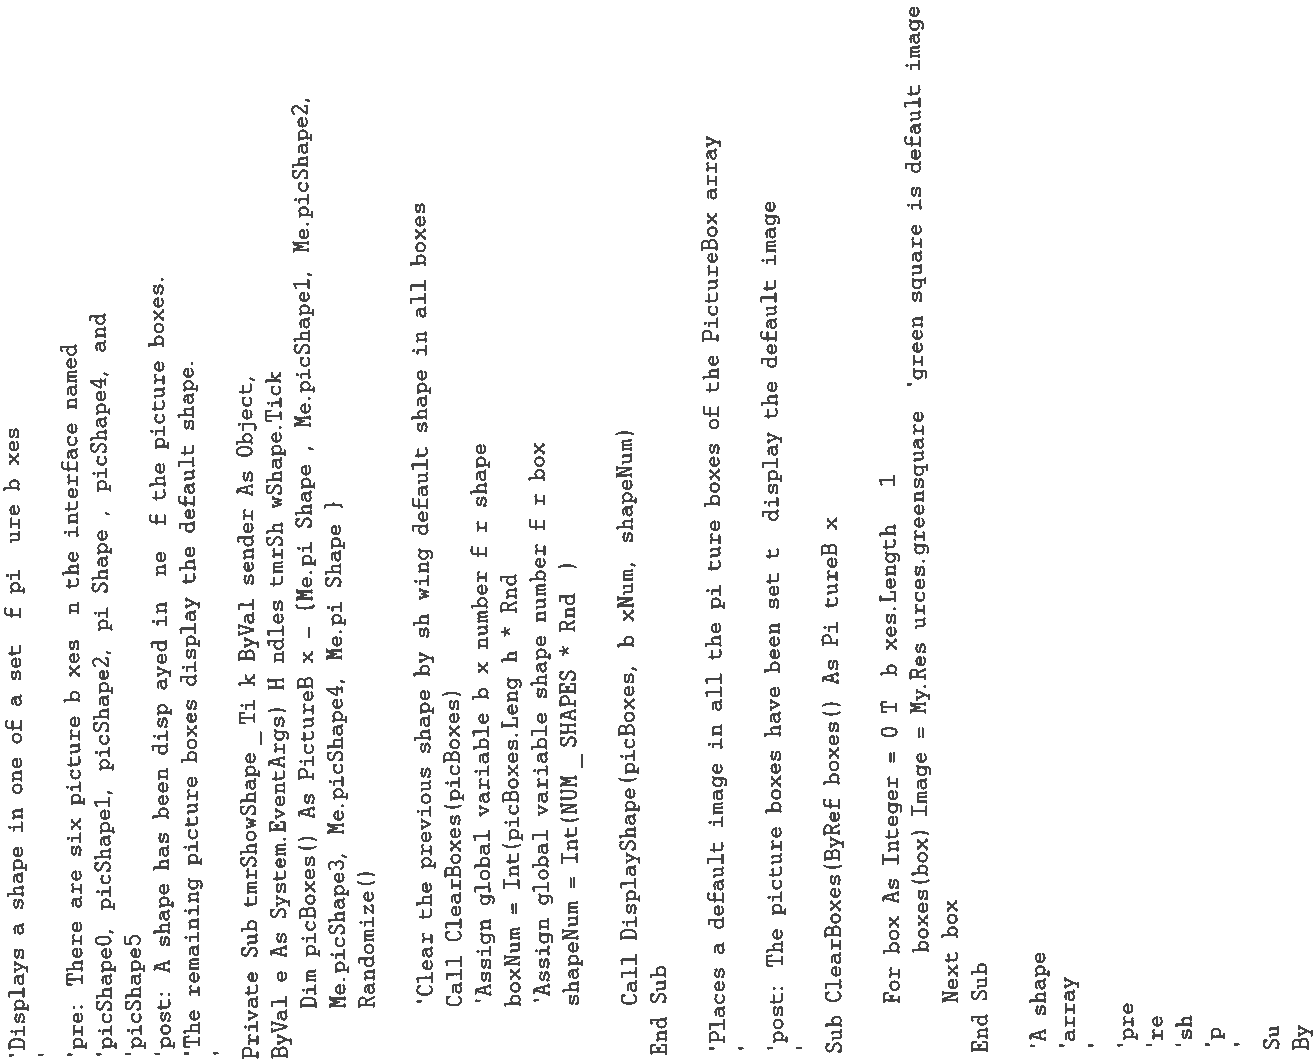 'Displays a shape in one of a set f pi ure b xes
'
'pre: There are six picture b xes n the interface named
'picShape0, picShape1, picShape2, pi Shape , picShape4, and
'picShape5
'post: A shape has been disp ayed in ne f the picture boxes.
'The remaining picture boxes display the default shape.
'
Private Sub tmrShowShape _ Ti k ByVal sender As Object,
ByVal e As System.EventArgs) H ndles tmrSh wShape.Tick
Dim picBoxes() As PictureB x - {Me.pi Shape , Me.picShape1, Me.picShape2,
Me.picShape3, Me.picShape4, Me.pi Shape }
Randomize()
'Clear the previous shape by sh wing default shape in all boxes
Call ClearBoxes(picBoxes)
'Assign global variable b x number f r shape
boxNum = Int(picBoxes.Leng h * Rnd
'Assign global variable shape number f r box
shapeNum = Int(NUM _ SHAPES * Rnd )
Call DisplayShape(picBoxes, b xNum, shapeNum)
End Sub
'Places a default image in all the pi ture boxes of the PictureBox array
'
'post: The picture boxes have been set t display the default image
'
Sub ClearBoxes(ByRef boxes() As Pi tureB x
For box As Integer = 0 T b xes.Length 1
boxes(box) Image = My.Res urces.greensquare 'green square is default image
Next box
End Sub
'A shape
'array
'
'pre
're
'sh
'p
'
Su
By